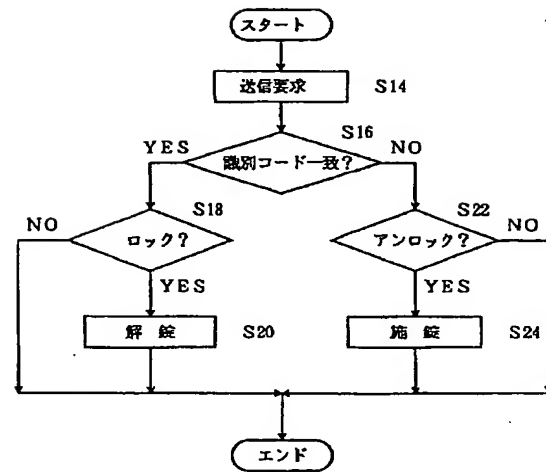 スタート
送信要求 S14
S16
YES 識別コード一致? NO
S18 S22
NO ロック? アンロック? NO
YES YES
解 錠 S20 施 錠 S24
エンド